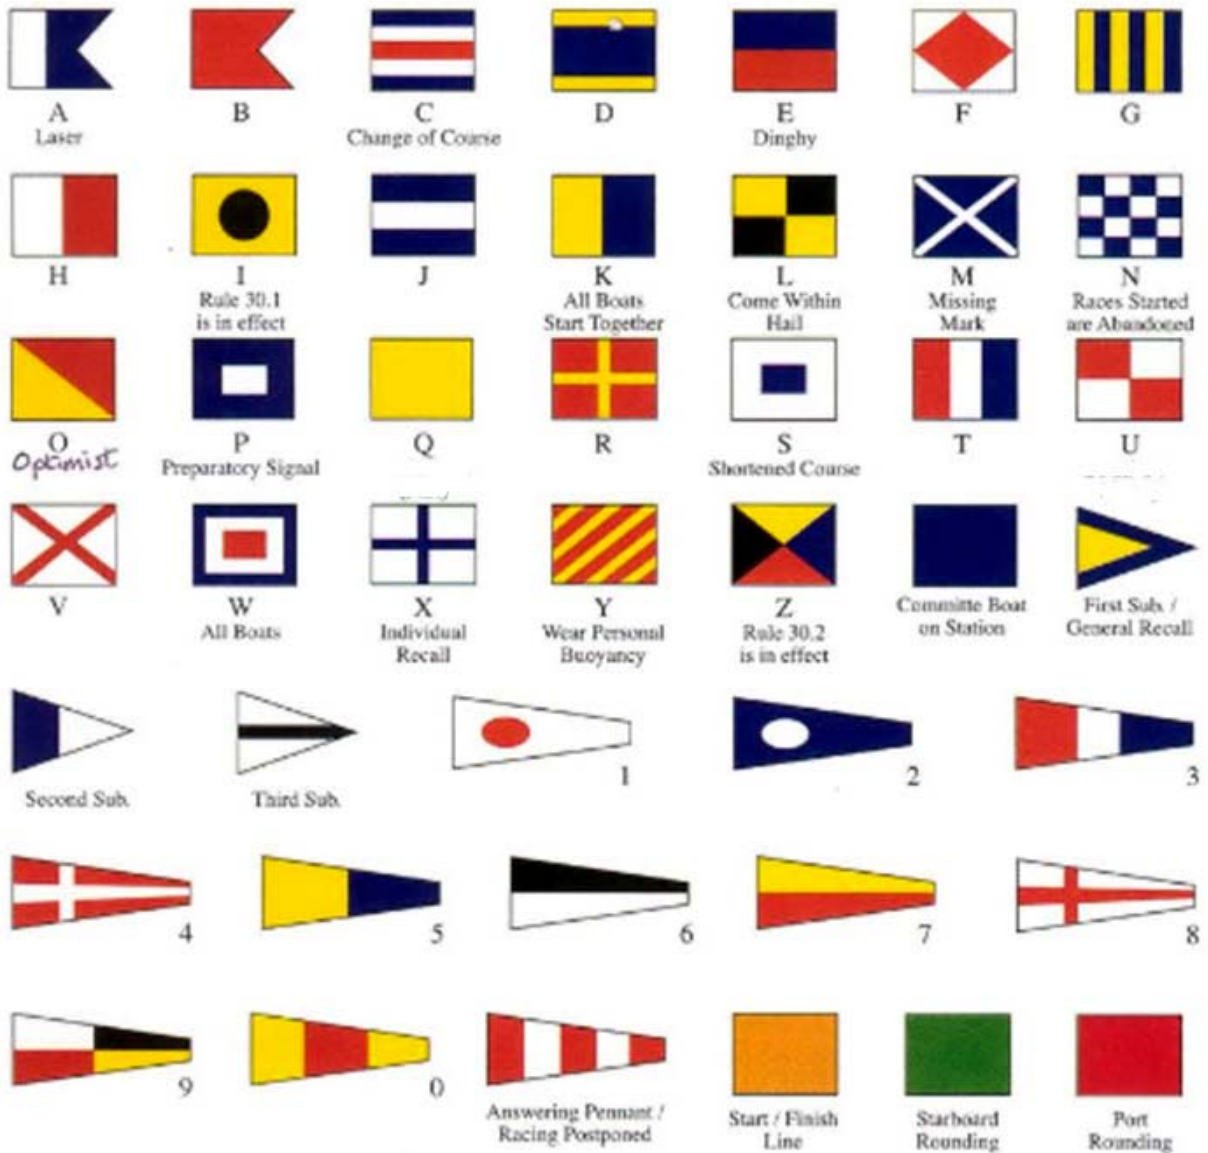 A
Laser
B
C
Change of Course
D
E
Dinghy
F
G
H
I
Rule 30.1
is in effect
J
K
All Boats
Start Together
L
Come Within
Hail
M
Missing
Mark
N
Races Started
are Abandoned
O
Optimist
P
Preparatory Signal
Q
R
S
Shortened Course
T
U
V
W
All Boats
X
Individual
Recall
Y
Wear Personal
Buoyancy
Z
Rule 30.2
is in effect
Committe Boat
on Station
First Sub. /
General Recall
Second Sub.
Third Sub.
1
2
3
4
5
6
7
8
9
0
Answering Pennant /
Racing Postponed
Start / Finish
Line
Starboard
Rounding
Port
Rounding